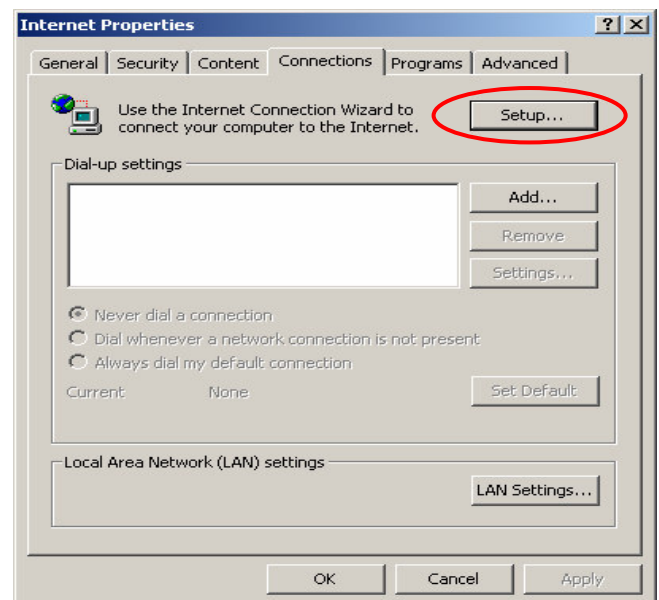 Internet Properties
?
General Security Content Connections Programs Advanced
Use the Internet Connection Wizard to
connect your computer to the Internet.
Setup...
Dial-up settings
Add...
Remove
Settings...
Never dial a connection
Dial whenever a network connection is not present
Always dial my default connection
Current None
Set Default
Local Area Network (LAN) settings
LAN Settings...
OK Cancel Apply